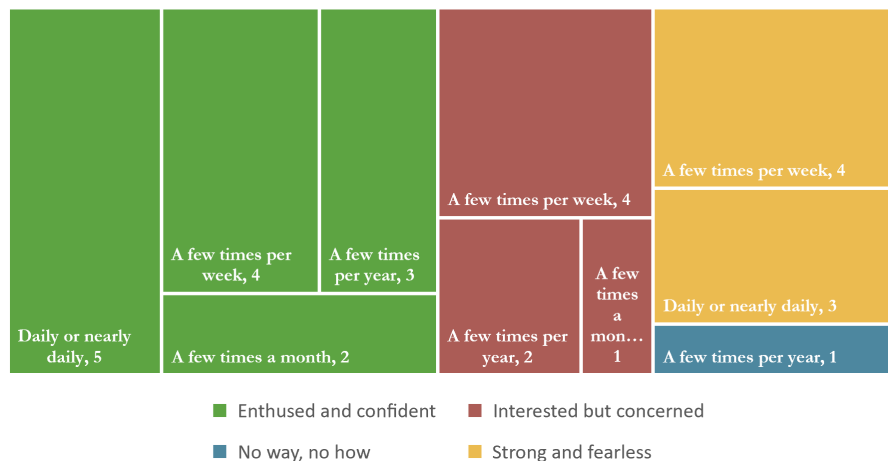 Daily or nearly
daily, 5
A few times per
week, 4
A few times
per year, 3
A few times a month, 2
A few times per week, 4
A few times per
year, 2
A few
times
a
mon…
1
A few times per week, 4
Daily or nearly daily, 3
A few times per year, 1
Enthused and confident
Interested but concerned
No way, no how
Strong and fearless